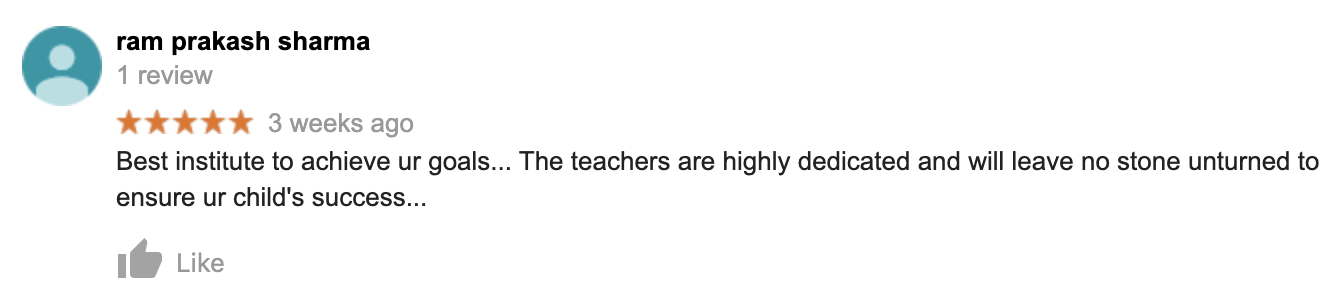 ram prakash sharma
1 review
3 weeks ago
Best institute to achieve ur goals... The teachers are highly dedicated and will leave no stone unturned to
ensure ur child's success...
Like